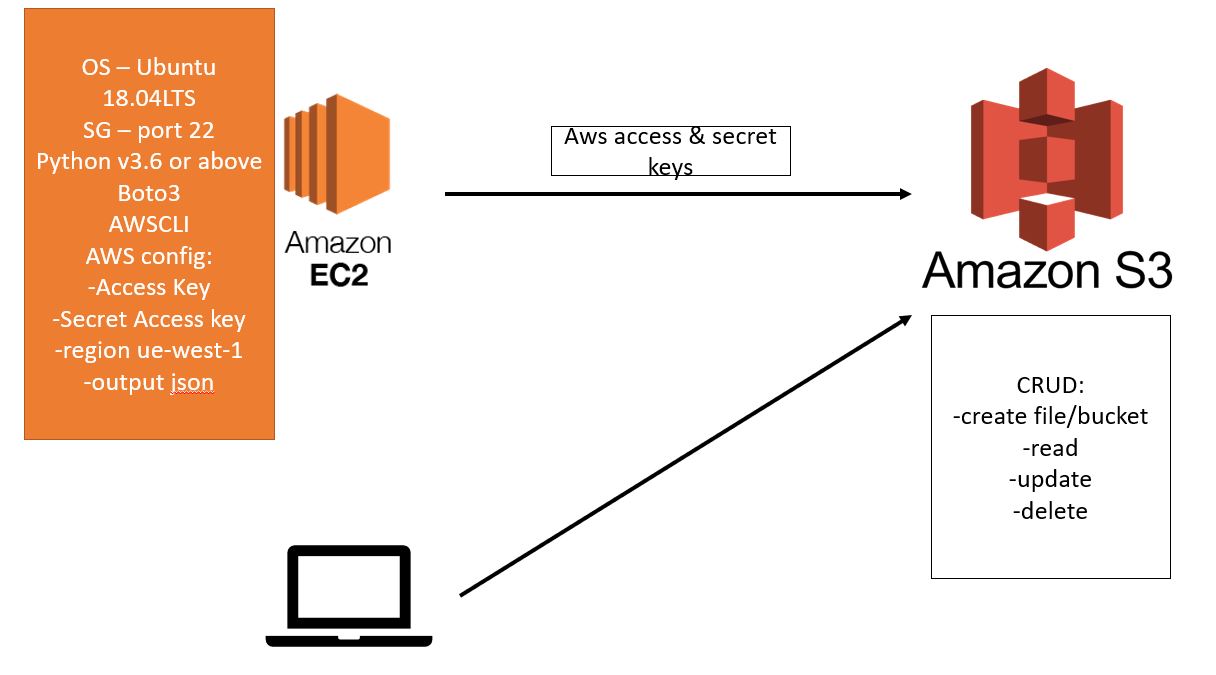 OS – Ubuntu
18.04LTS
SG – port 22
Python v3.6 or above
Boto3
AWSCLI
AWS config:
-Access Key
-Secret Access key
-region ue-west-1
-output json
Amazon
EC2
Aws access & secret
keys
Amazon S3
CRUD:
-create file/bucket
-read
-update
-delete